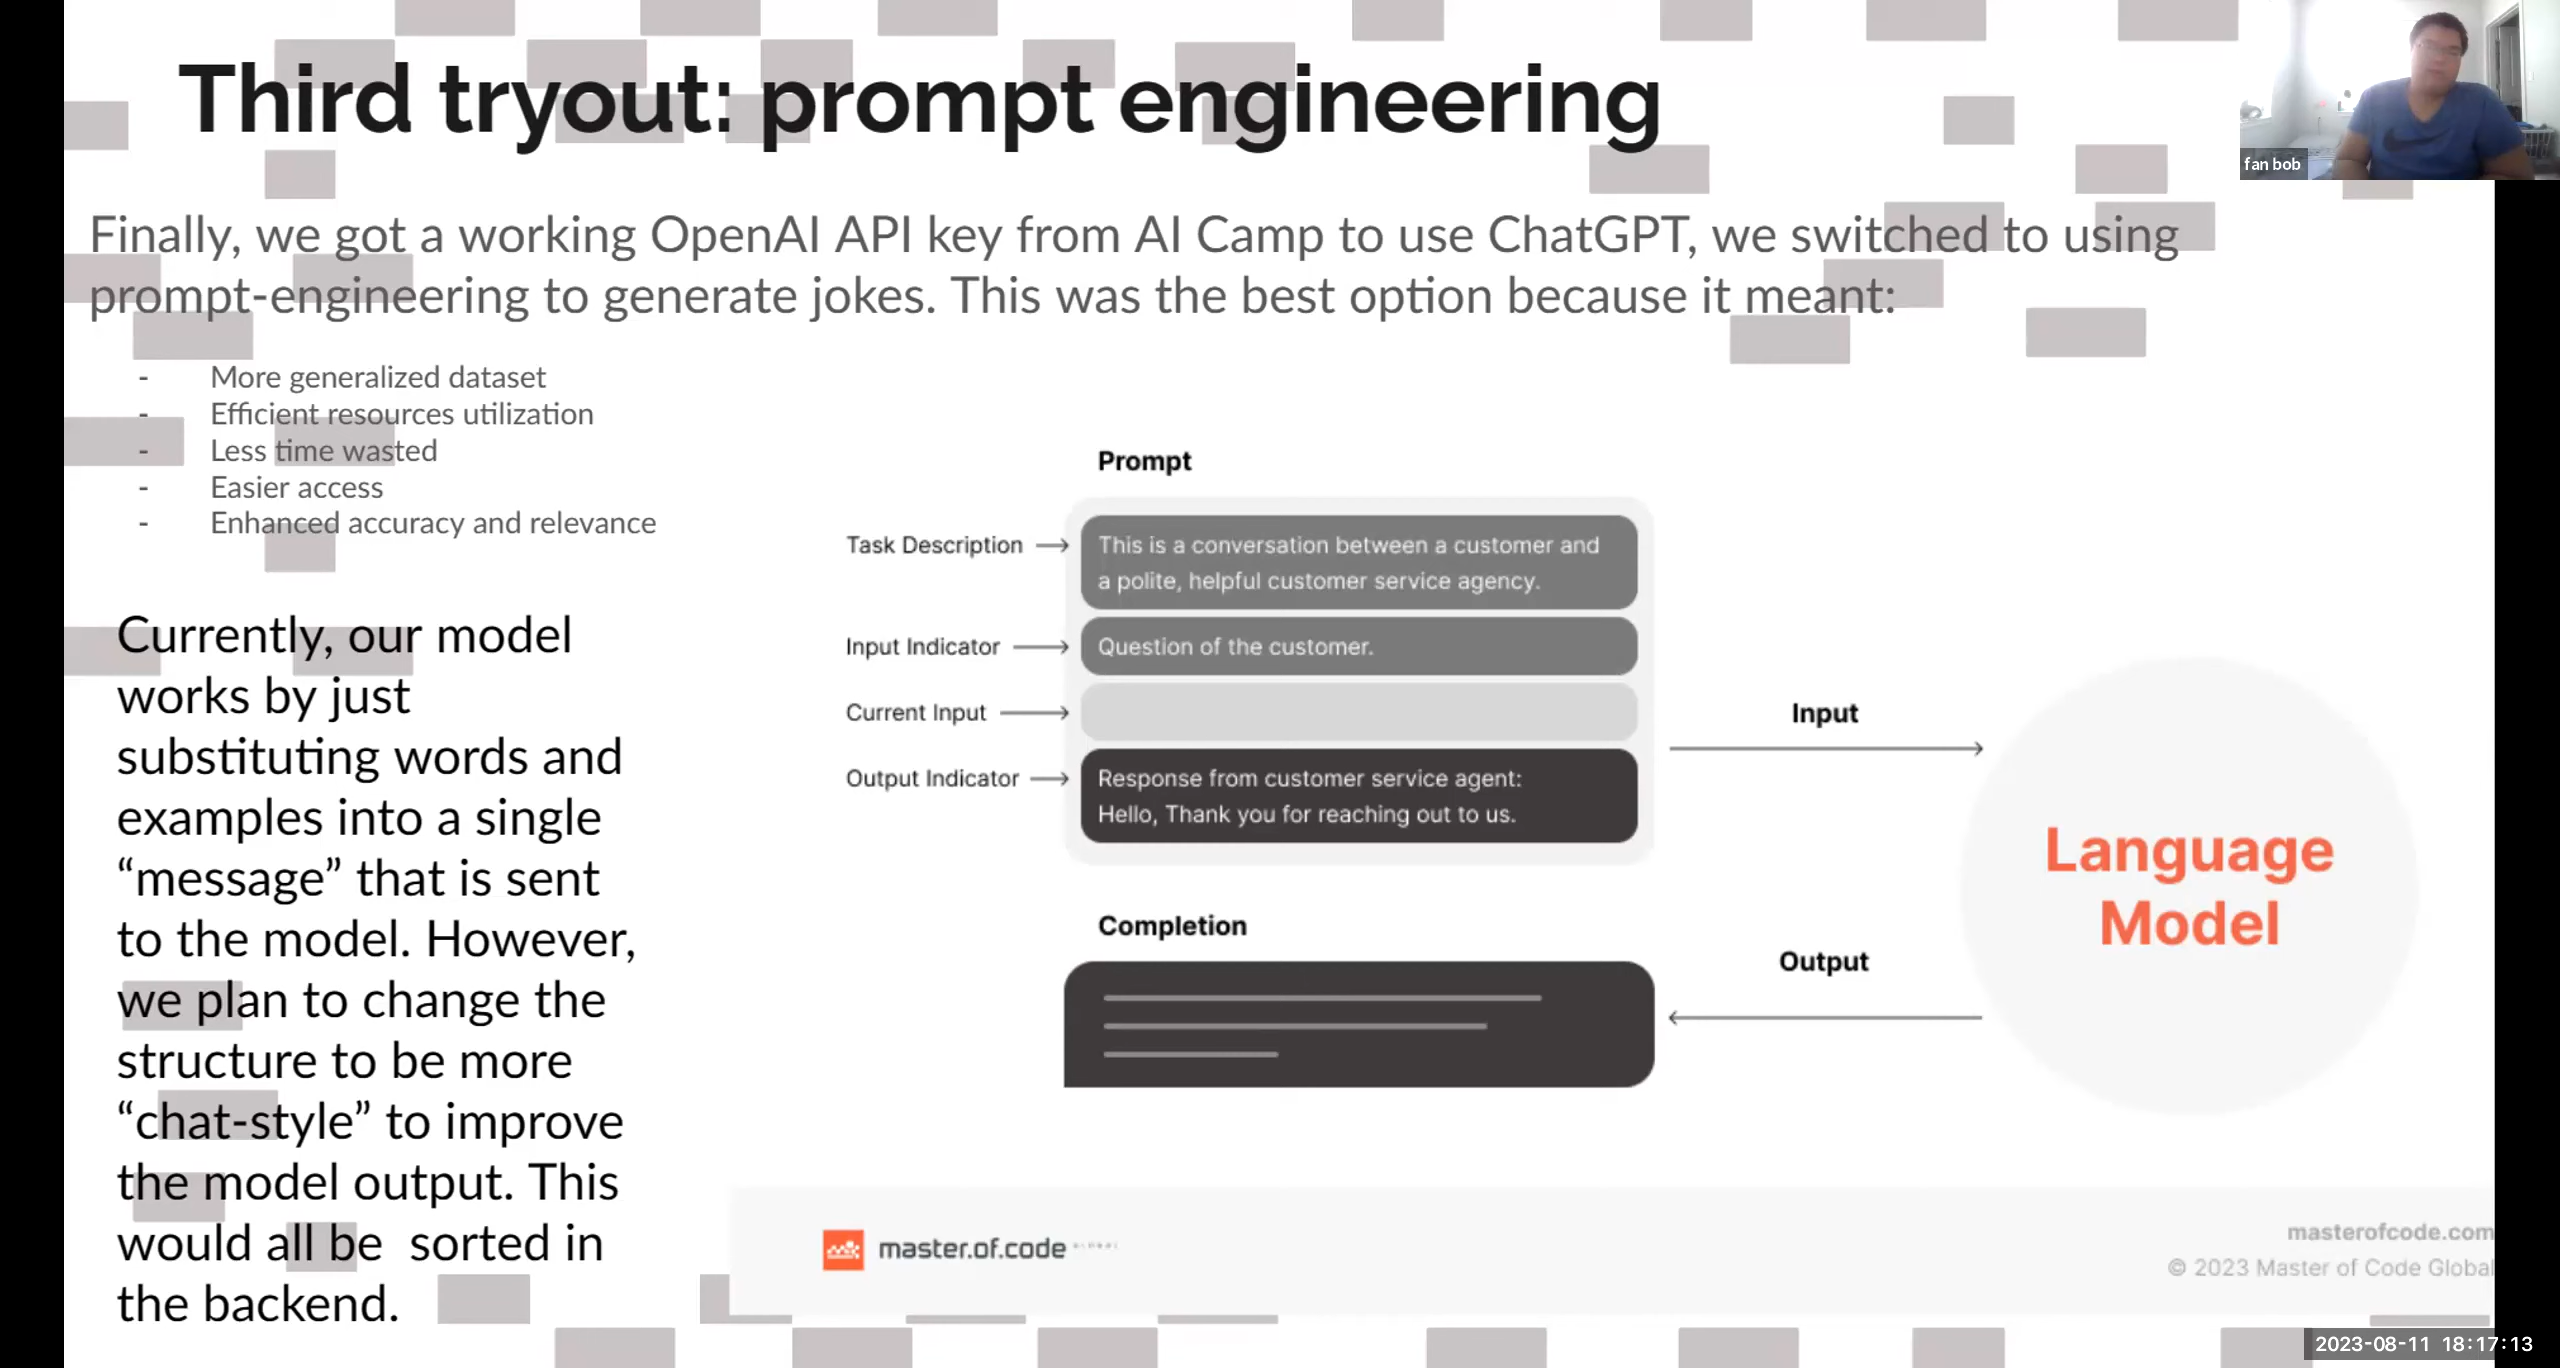 Third tryout: prompt engineering
fan bob
Finally, we got a working OpenAI API key from AI Camp to use ChatGPT, we switched to using
prompt-engineering to generate jokes. This was the best option because it meant:
- More generalized dataset
- Efficient resources utilization
- Less time wasted
- Easier access
- Enhanced accuracy and relevance
Currently, our model
works by just
substituting words and
examples into a single
“message” that is sent
to the model. However,
we plan to change the
structure to be more
“chat-style” to improve
the model output. This
would all be  sorted in
the backend.
Prompt
Task Description
This is a conversation between a customer and
a polite, helpful customer service agency.
Input Indicator
Question of the customer.
Current Input
Output Indicator
Response from customer service agent:
Hello, Thank you for reaching out to us.
Input
Language
Model
Output
Completion
master.of.code
masterofcode.com
© 2023 Master of Code Global
2023-08-11 18:17:13